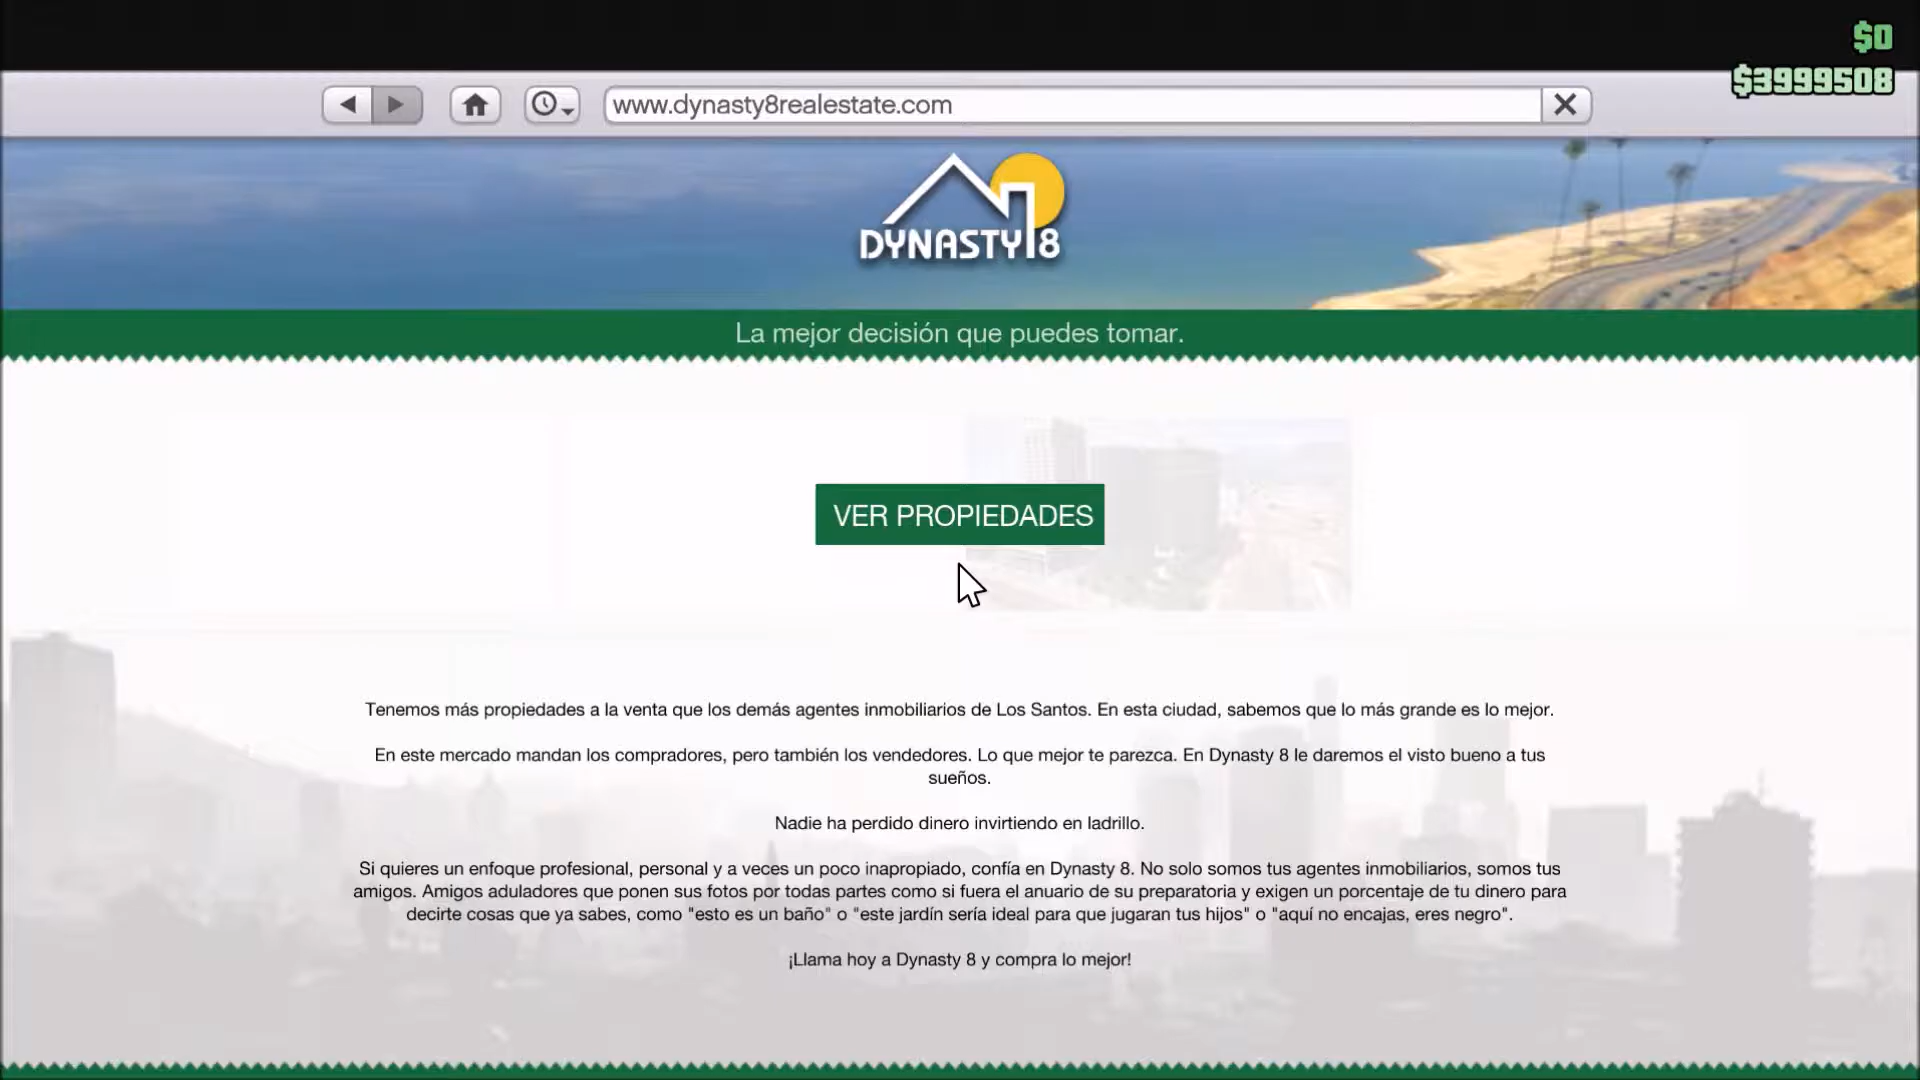 $0
$3999508
www.dynasty8realestate.com
DYNASTY 8
La mejor decisión que puedes tomar.
VER PROPIEDADES
Tenemos más propiedades a la venta que los demás agentes inmobiliarios de Los Santos. En esta ciudad, sabemos que lo más grande es lo mejor.
En este mercado mandan los compradores, pero también los vendedores. Lo que mejor te parezca. En Dynasty 8 le daremos el visto bueno a tus
sueños.
Nadie ha perdido dinero invirtiendo en ladrillo.
Si quieres un enfoque profesional, personal y a veces un poco inapropiado, confía en Dynasty 8. No solo somos tus agentes inmobiliarios, somos tus
amigos. Amigos aduladores que ponen sus fotos por todas partes como si fuera el anuario de su preparatoria y exigen un porcentaje de tu dinero para
decirte cosas que ya sabes, como "esto es un baño" o "este jardín sería ideal para que jugaran tus hijos" o "aquí no encajas, eres negro".
¡Llama hoy a Dynasty 8 y compra lo mejor!